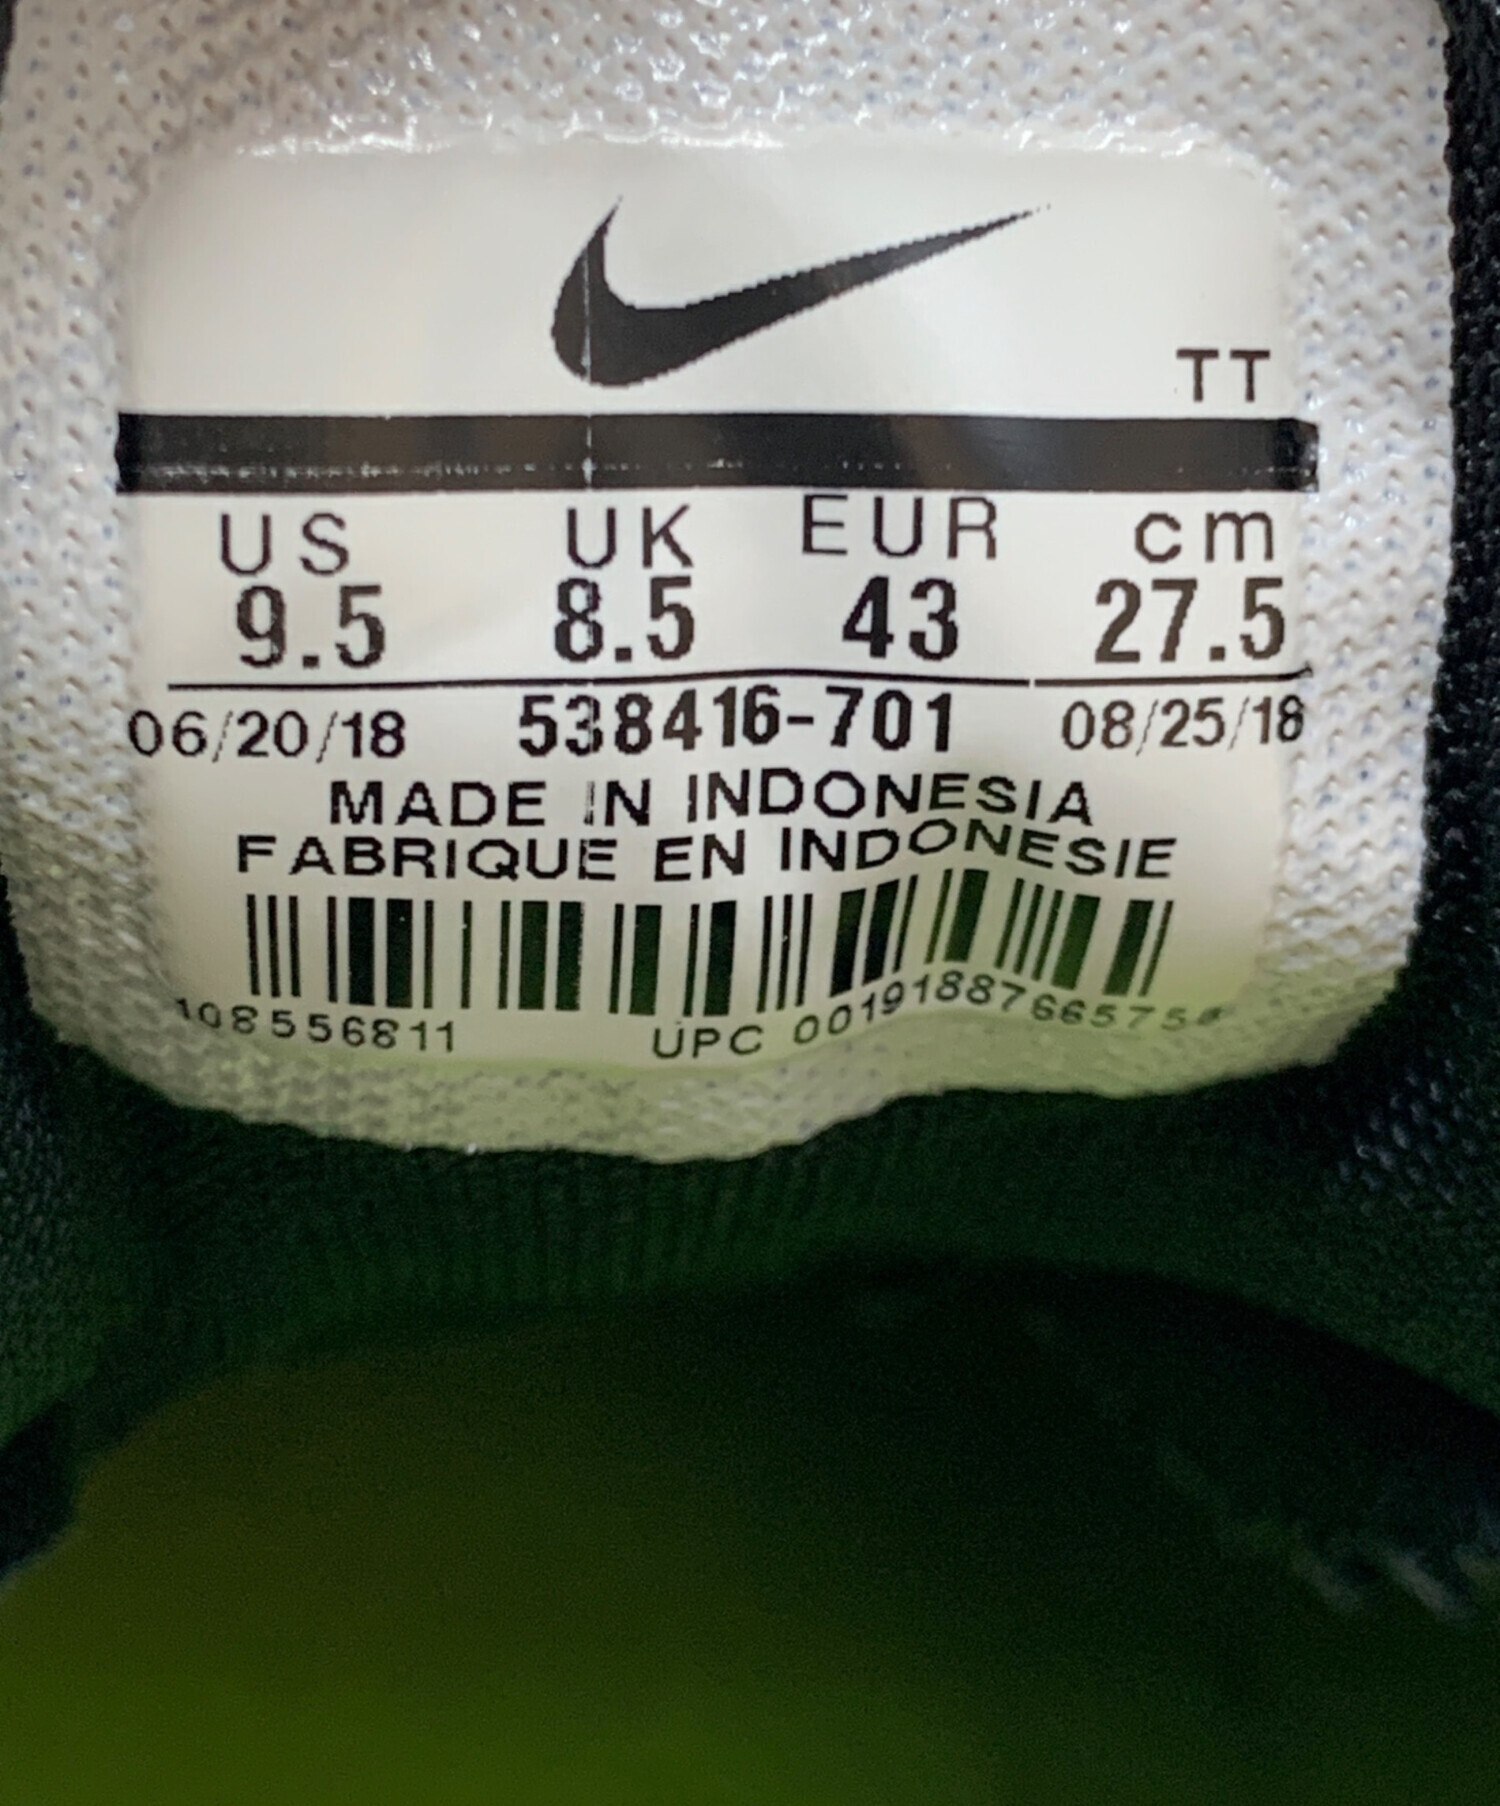 TT
US UK EUR cm
9.5 8.5 43 27.5
06/20/18 538416-701 08/25/18
MADE IN INDONESIA
FABRIQUE EN INDONESIE
108556811 UPC